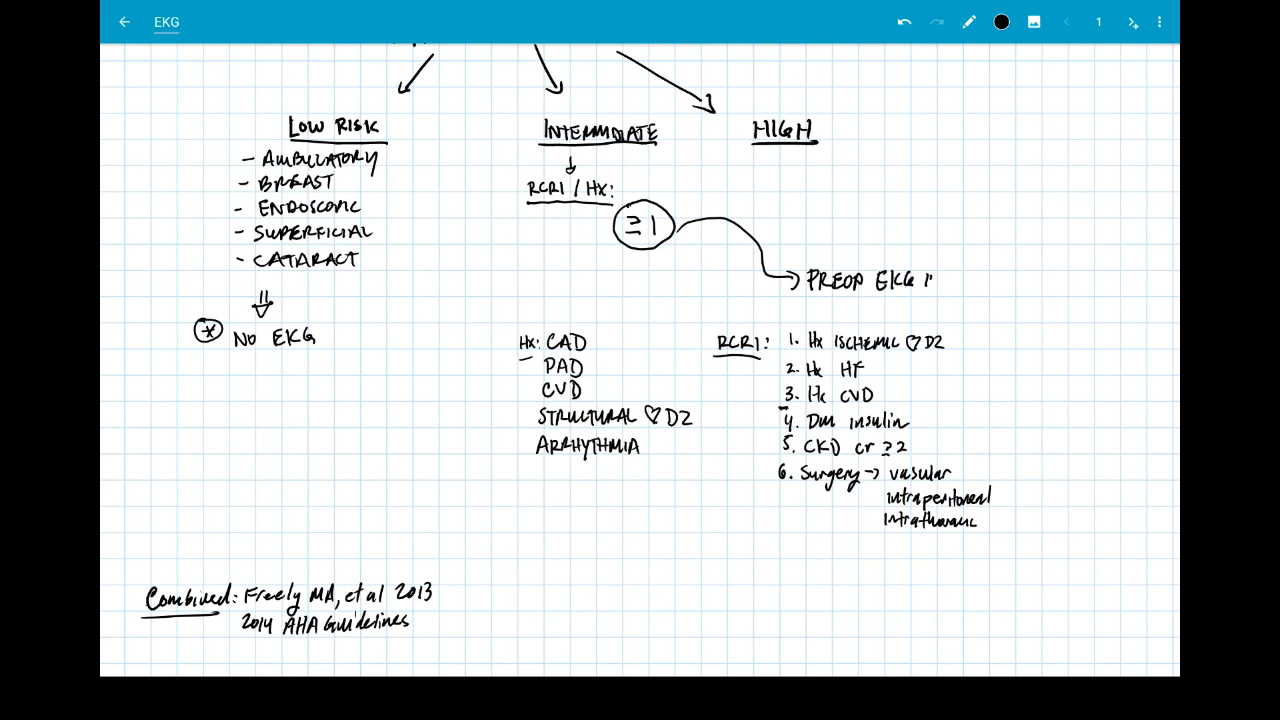 EKG
1
LOW RISK
- AMBULATORY
- BREAST
- ENDOSCOPIC
- SUPERFICIAL
- CATARACT
* NO EKG
INTERMDIATE
RCRI / Hx:
≥ 1
HIGH
PREOP EKG
Hx: CAD
PAD
CVD
STRUCTURAL ♡ DZ
ARRHYTHMIA
RCRI: 1. Hx ISCHEMIC ♡ DZ
2. Hx HF
3. Hx CVD
4. DM insulin
5. CKD cr ≥ 2
6. Surgery → vascular
intraperitoneal
intrathoracic
Combined: Freely MA, et al 2013
2014 AHA Guidelines